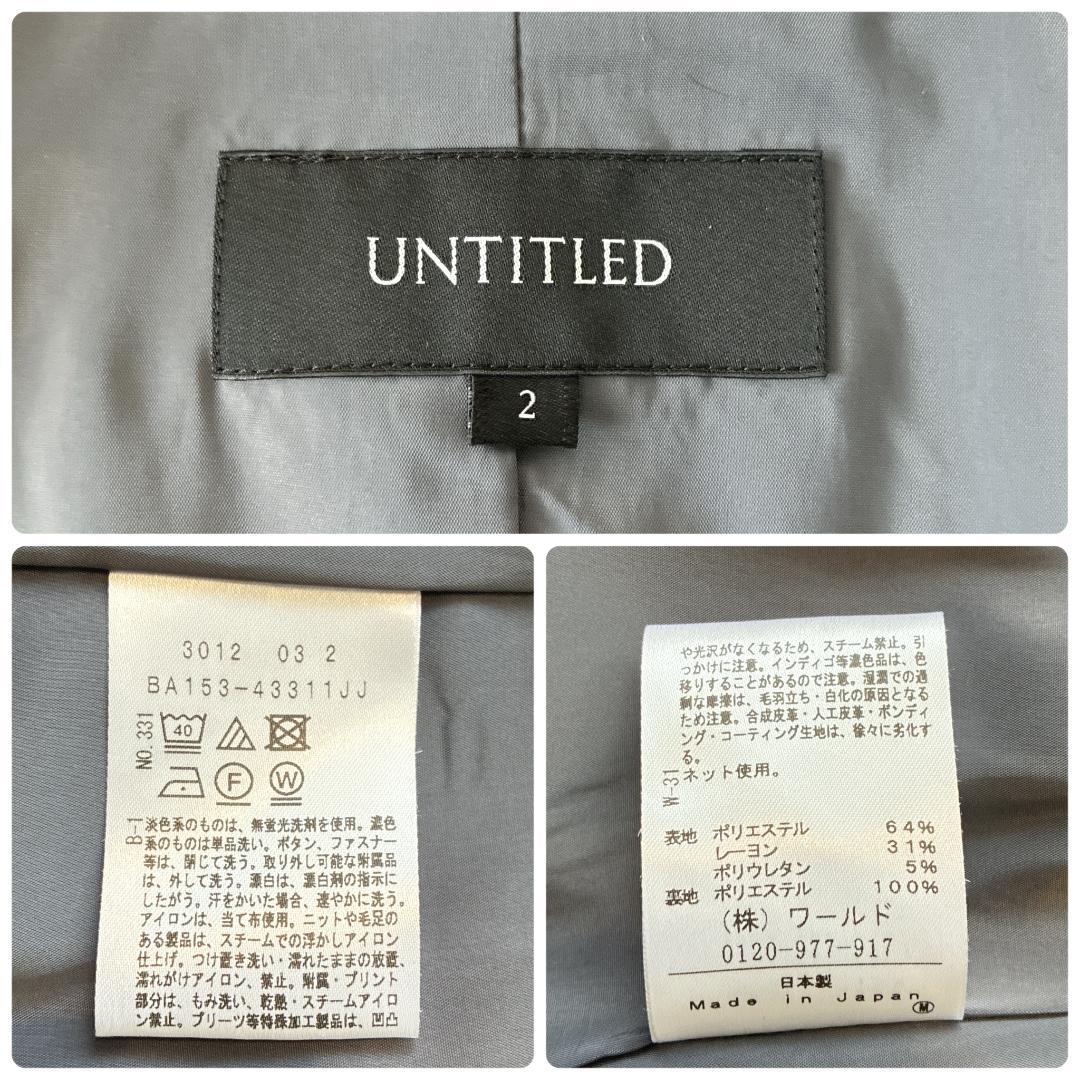 UNTITLED
2
3012 03 2
BA153-43311JJ
NO.331
40
F W
B-1
淡色系のものは、無蛍光洗剤を使用。濃色
系のものは単品洗い。ボタン、ファスナー
等は、閉じて洗う。取り外し可能な附属品
は、外して洗う。漂白は、漂白剤の指示に
したがう。汗をかいた場合、速やかに洗う。
アイロンは、当て布使用。ニットや毛足の
ある製品は、スチームでの浮かしアイロン
仕上げ。つけ置き洗い・濡れたままの放置、
濡れがけアイロン、禁止。附属・プリント
部分は、もみ洗い、乾熱・スチームアイロ
ン禁止。プリーツ等特殊加工製品は、凹凸
や光沢がなくなるため、スチーム禁止。引
っかけに注意。インディゴ等濃色品は、色
移りすることがあるので注意。湿潤での過
剰な摩擦は、毛羽立ち・白化の原因となる
ため注意。合成皮革・人工皮革・ボンディ
ング・コーティング生地は、徐々に劣化す
る。
W-31
ネット使用。
表地 ポリエステル 64%
レーヨン 31%
ポリウレタン 5%
裏地 ポリエステル 100%
(株) ワールド
0120-977-917
日本製
Made in Japan
M